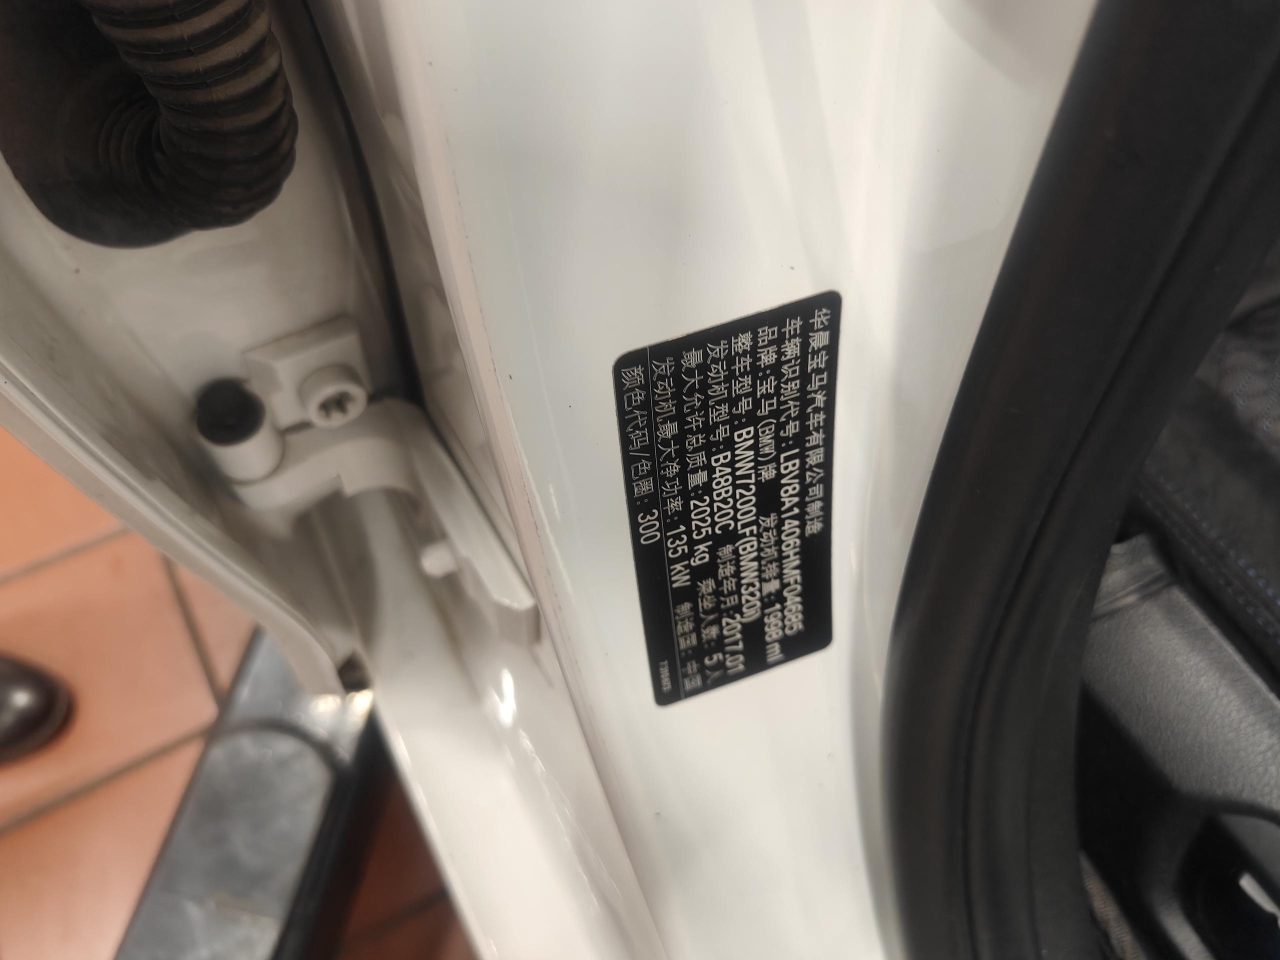 华晨宝马汽车有限公司制造
车辆识别代号: LBV8A1406HMF04685
品牌: 宝马(BMW)牌 发动机排量: 1998 ml
整车型号: BMW7200LF(BMW320i)
发动机型号: B48B20C 制造年月: 2017.01
最大允许总质量: 2025 kg 乘坐人数: 5 人
发动机最大净功率: 135 kW 制造国: 中国
颜色代码/色圈: 300